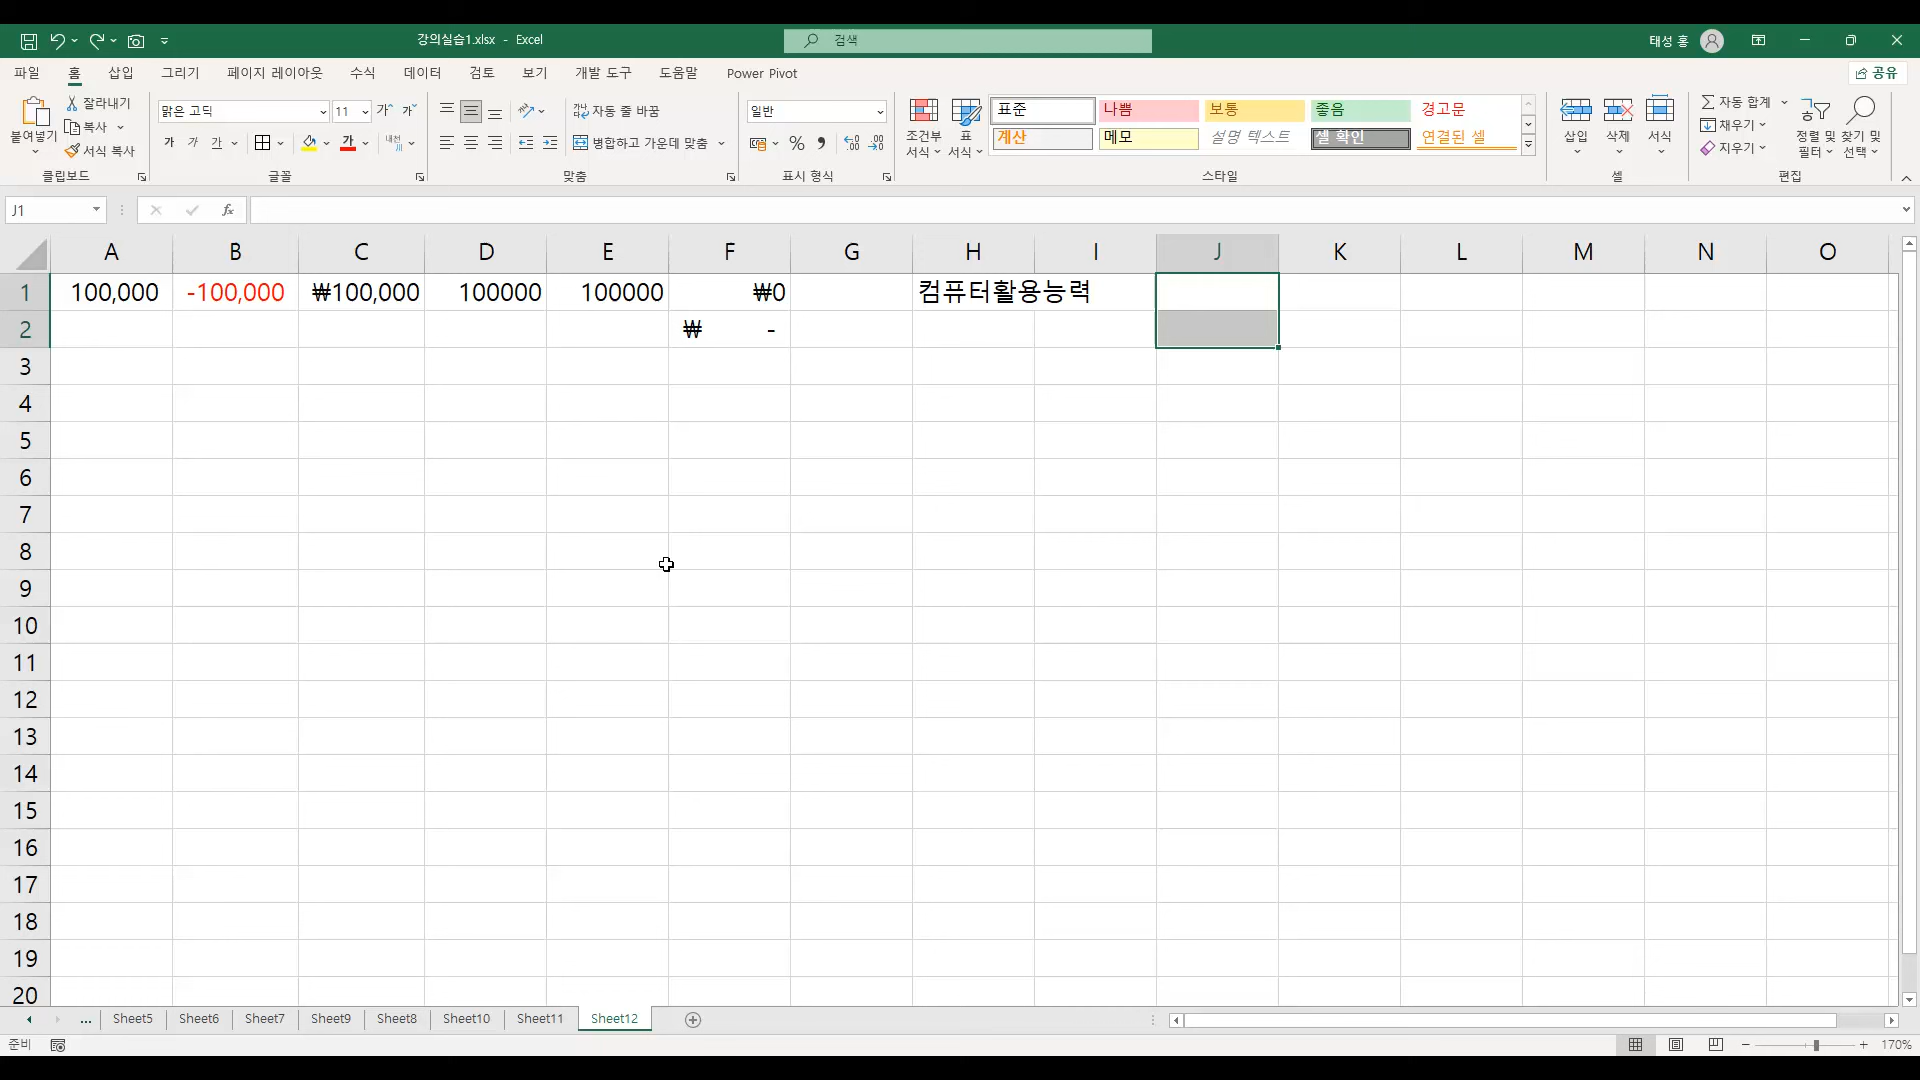 강의실습1.xlsx - Excel
검색
태성 홍
파일 홈 삽입 그리기 페이지 레이아웃 수식 데이터 검토 보기 개발 도구 도움말 Power Pivot
공유
붙여넣기
잘라내기
복사
서식 복사
클립보드
맑은 고딕 11
가 가
가 가 간 가 내천
글꼴
자동 줄 바꿈
병합하고 가운데 맞춤
맞춤
일반
% , 
표시 형식
조건부 서식
표 서식
표준 나쁨 보통 좋음 경고문
계산 메모 설명 텍스트 셀 확인 연결된 셀
스타일
삽입 삭제 서식
셀
자동 합계
채우기
지우기
정렬 및 필터
찾기 및 선택
편집
J1
fx
A B C D E F G H I J K L M N O
1 100,000 -100,000 ₩100,000 100000 100000 ₩0 컴퓨터활용능력
2 ₩ -
3
4
5
6
7
8
9
10
11
12
13
14
15
16
17
18
19
20
... Sheet5 Sheet6 Sheet7 Sheet9 Sheet8 Sheet10 Sheet11 Sheet12
준비
170%